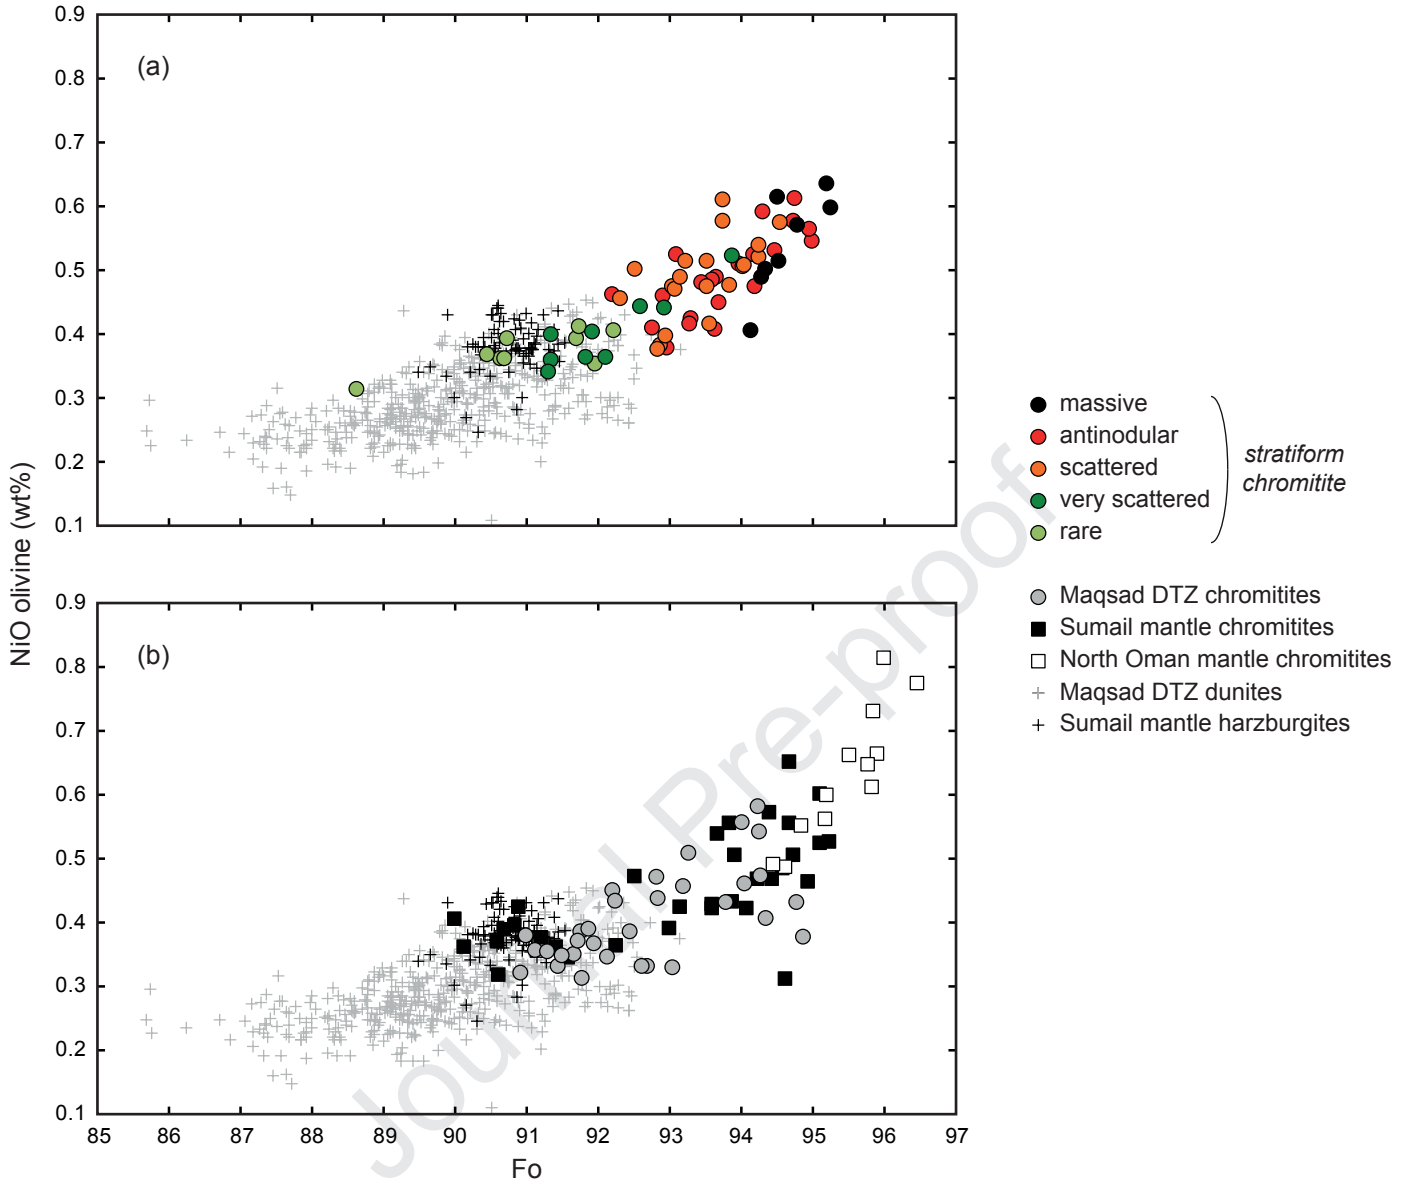 0.9
0.8
0.7
0.6
0.5
0.4
0.3
0.2
0.1
(a)
massive
antinodular
scattered
very scattered
rare
stratiform
chromitite
NiO olivine (wt%)
0.9
0.8
0.7
0.6
0.5
0.4
0.3
0.2
0.1
(b)
Maqsad DTZ chromitites
Sumail mantle chromitites
North Oman mantle chromitites
Maqsad DTZ dunites
Sumail mantle harzburgites
85 86 87 88 89 90 91 92 93 94 95 96 97
Fo
Journal Pre-proof